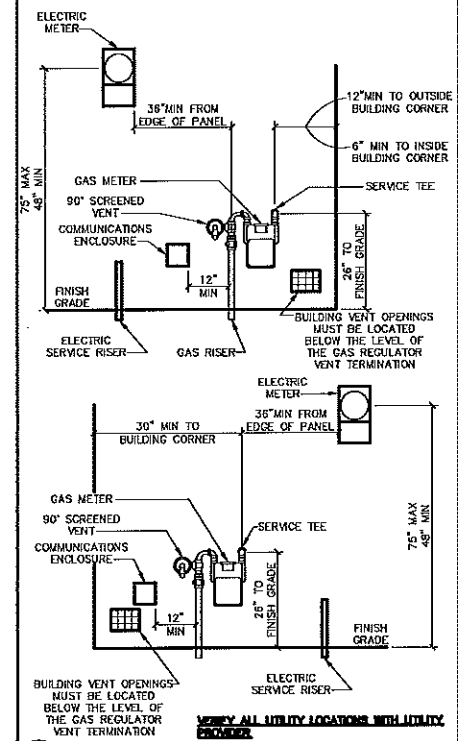 ELECTRIC
METER
36"MIN FROM
EDGE OF PANEL
12"MIN TO OUTSIDE
BUILDING CORNER
6" MIN TO INSIDE
BUILDING CORNER
75" MAX
48" MIN
GAS METER
SERVICE TEE
90° SCREENED
VENT
COMMUNICATIONS
ENCLOSURE
26" TO
FINISH GRADE
12"
MIN
FINISH
GRADE
ELECTRIC
SERVICE RISER
GAS RISER
BUILDING VENT OPENINGS
MUST BE LOCATED
BELOW THE LEVEL OF
THE GAS REGULATOR
VENT TERMINATION
ELECTRIC
METER
30" MIN TO
BUILDING CORNER
36"MIN FROM
EDGE OF PANEL
75" MAX
48" MIN
GAS METER
90° SCREENED
VENT
SERVICE TEE
COMMUNICATIONS
ENCLOSURE
26" TO
FINISH GRADE
12"
MIN
FINISH
GRADE
BUILDING VENT OPENINGS
MUST BE LOCATED
BELOW THE LEVEL OF
THE GAS REGULATOR
VENT TERMINATION
ELECTRIC
SERVICE RISER
VERIFY ALL UTILITY LOCATIONS WITH UTILITY
PROVIDER